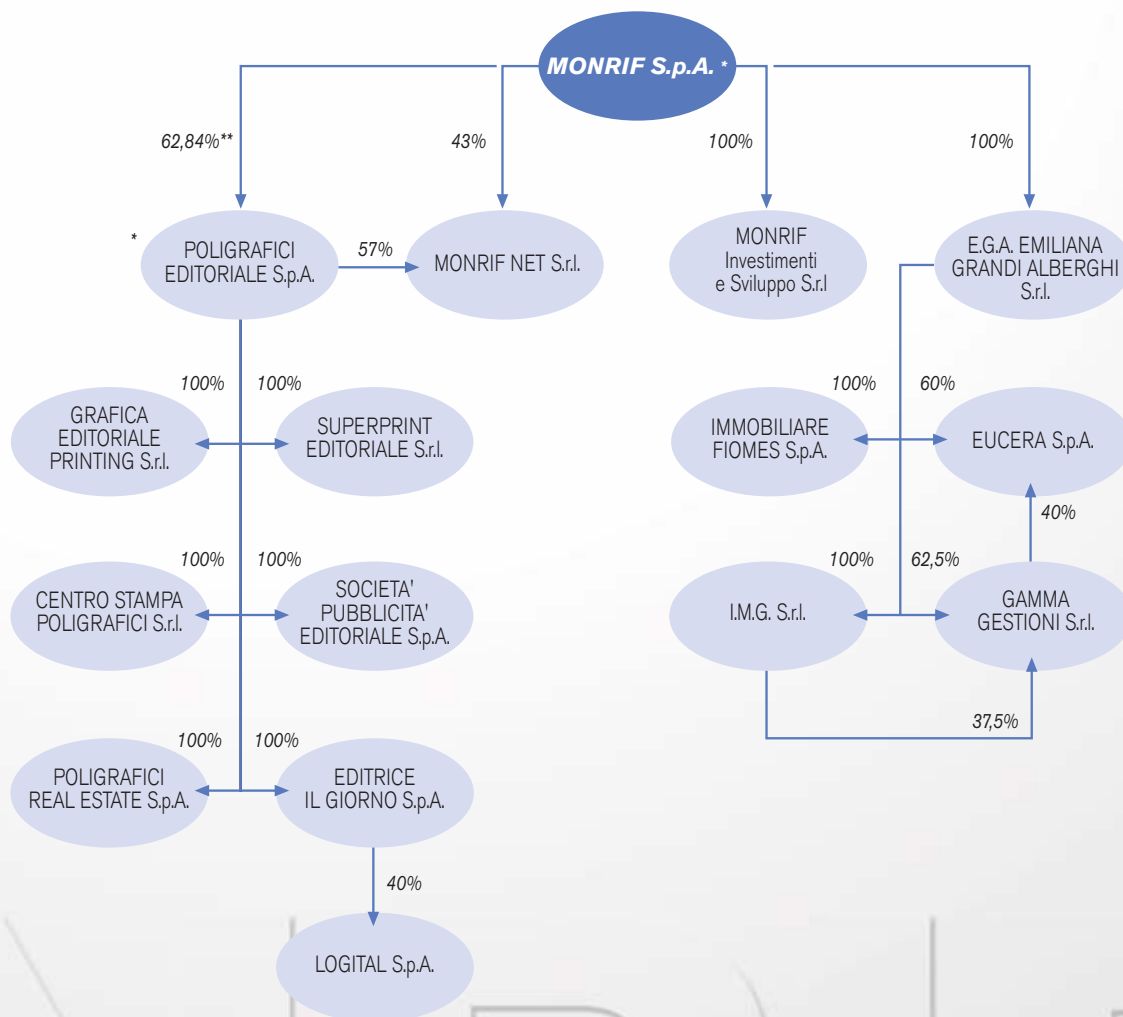 MONRIF S.p.A. *
62,84%**
43%
100%
100%
*
POLIGRAFICI
EDITORIALE S.p.A.
57%
MONRIF NET S.r.l.
MONRIF
Investimenti
e Sviluppo S.r.l
E.G.A. EMILIANA
GRANDI ALBERGHI
S.r.l.
100%
100%
100%
60%
GRAFICA
EDITORIALE
PRINTING S.r.l.
SUPERPRINT
EDITORIALE S.r.l.
IMMOBILIARE
FIOMES S.p.A.
EUCERA S.p.A.
40%
100%
100%
100%
62,5%
CENTRO STAMPA
POLIGRAFICI S.r.l.
SOCIETA'
PUBBLICITA'
EDITORIALE S.p.A.
I.M.G. S.r.l.
GAMMA
GESTIONI S.r.l.
37,5%
100%
100%
POLIGRAFICI
REAL ESTATE S.p.A.
EDITRICE
IL GIORNO S.p.A.
40%
LOGITAL S.p.A.